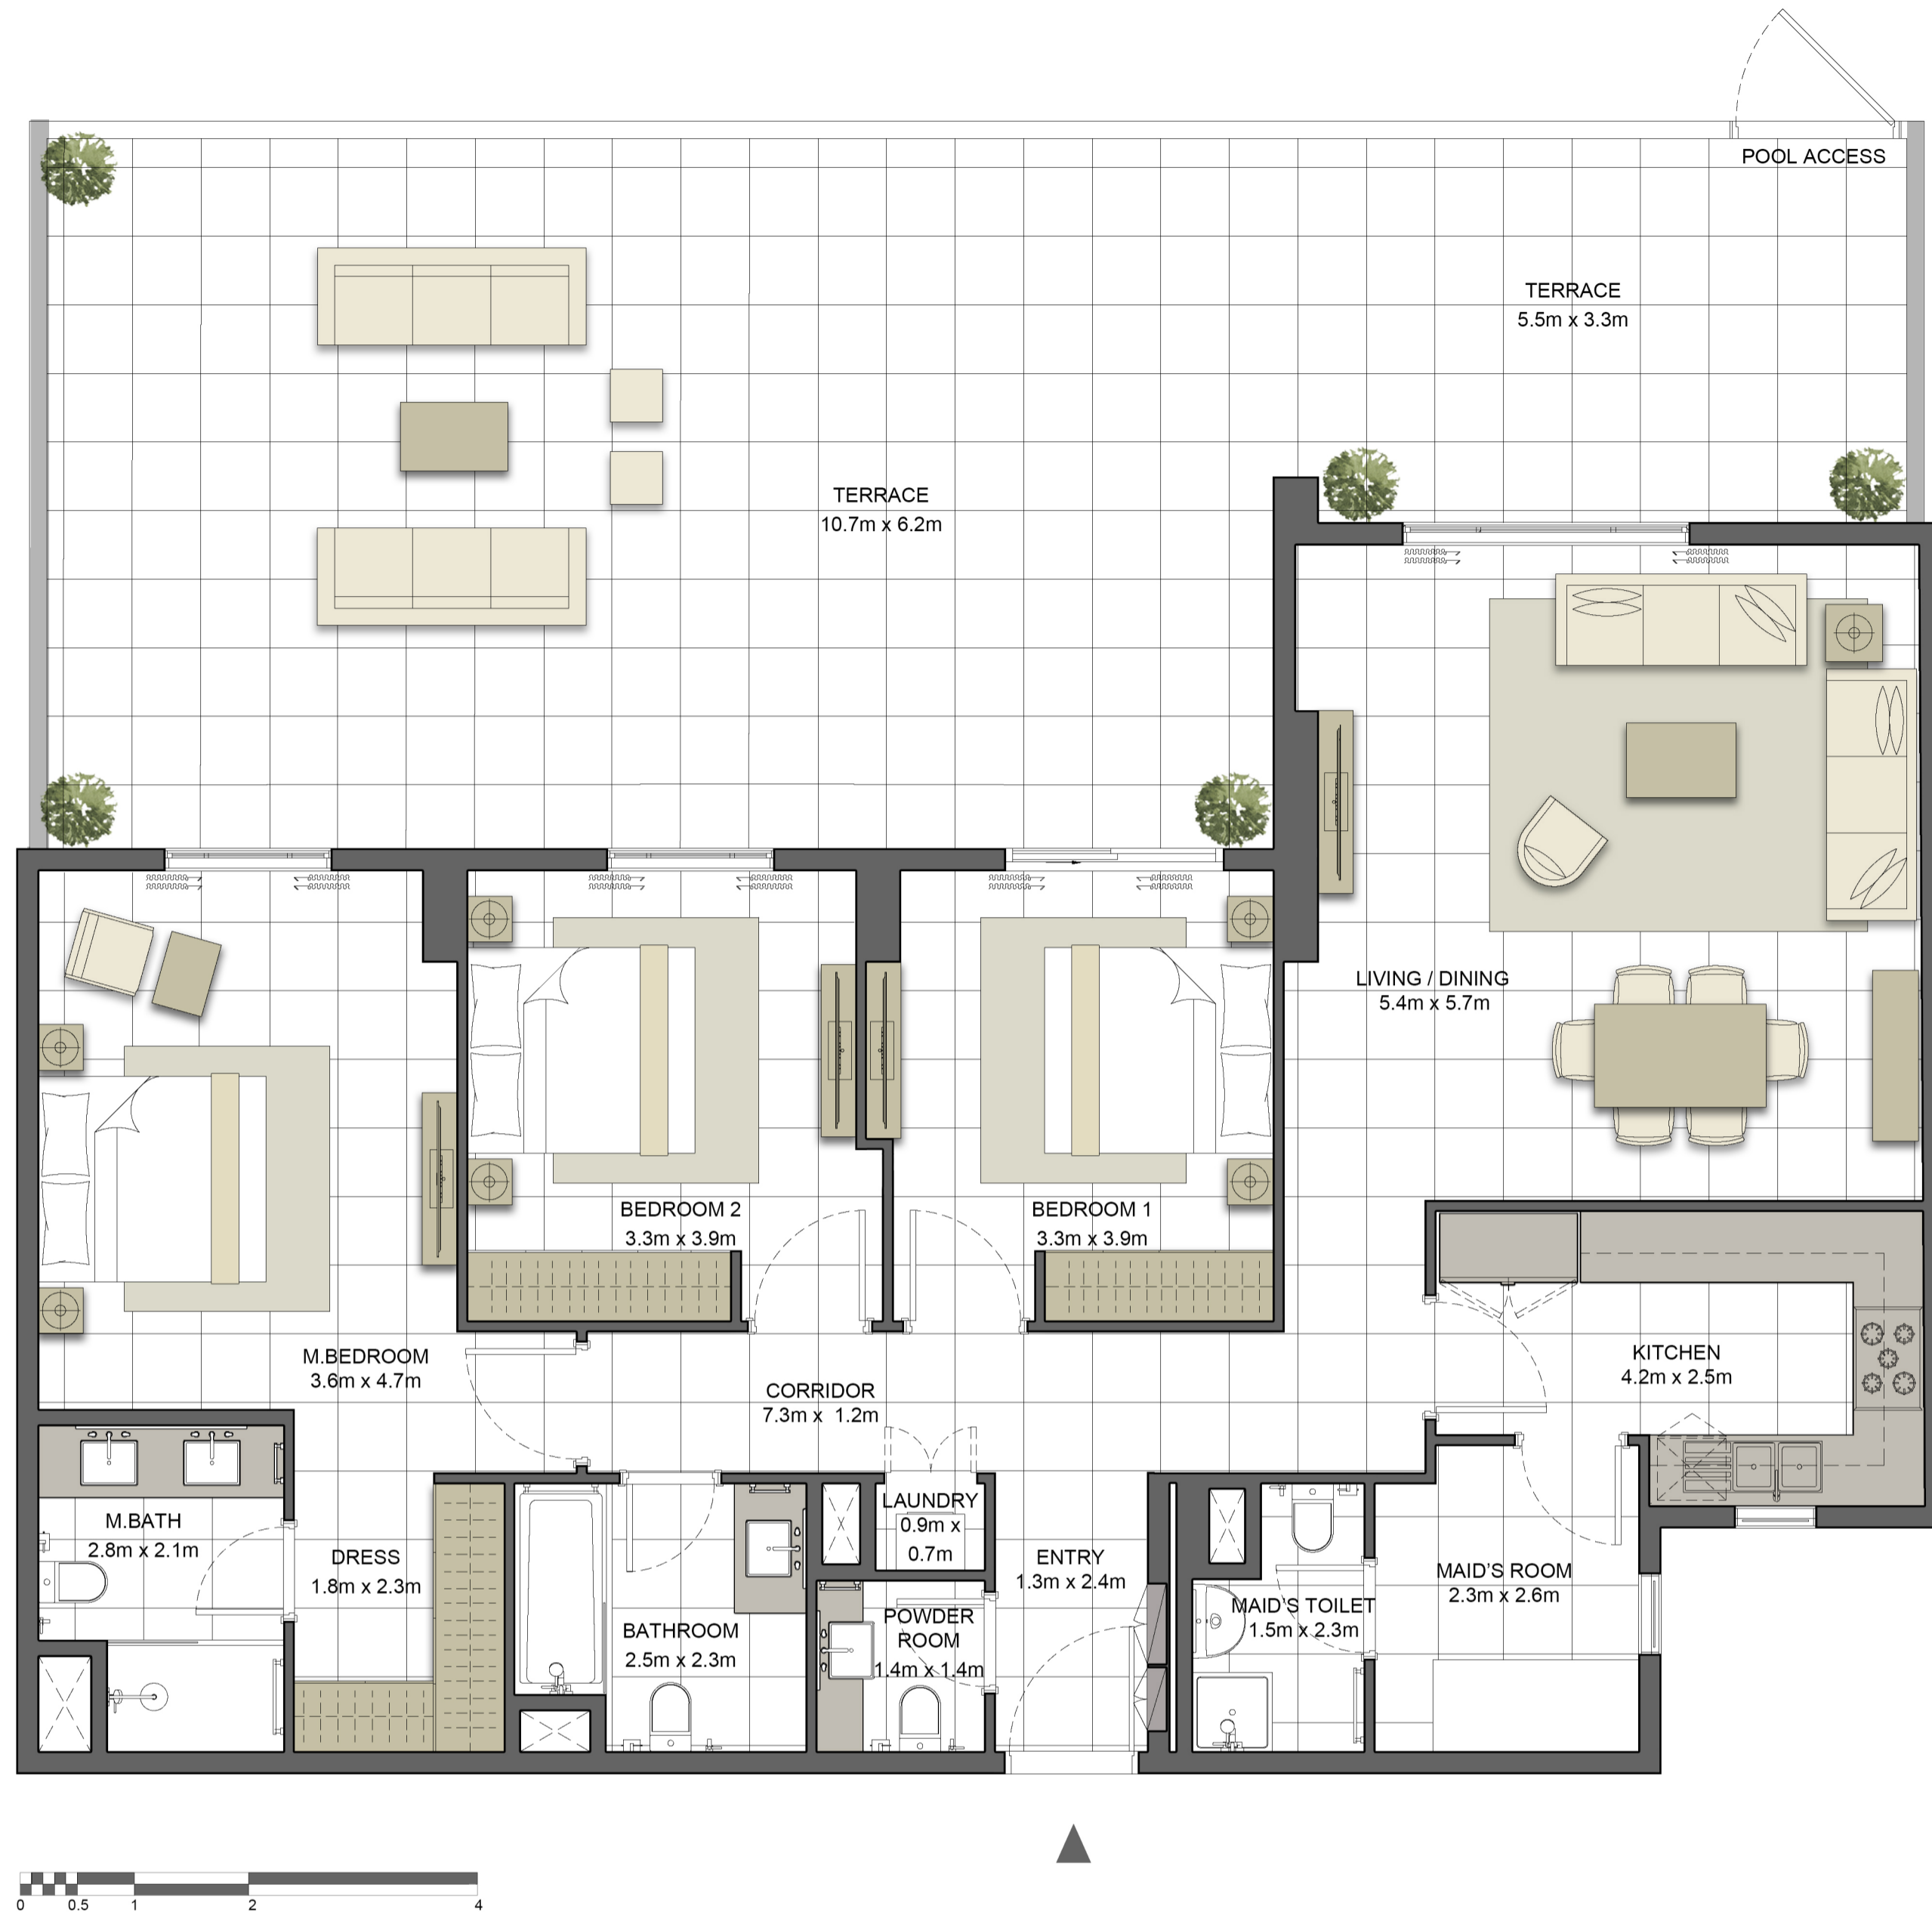 POOL ACCESS
TERRACE
5.5m x 3.3m
TERRACE
10.7m x 6.2m
LIVING / DINING
5.4m x 5.7m
BEDROOM 2
3.3m x 3.9m
BEDROOM 1
3.3m x 3.9m
M.BEDROOM
3.6m x 4.7m
CORRIDOR
7.3m x 1.2m
KITCHEN
4.2m x 2.5m
M.BATH
2.8m x 2.1m
DRESS
1.8m x 2.3m
BATHROOM
2.5m x 2.3m
LAUNDRY
0.9m x
0.7m
POWDER
ROOM
1.4m x 1.4m
ENTRY
1.3m x 2.4m
MAID'S TOILET
1.5m x 2.3m
MAID'S ROOM
2.3m x 2.6m
0 0.5 1 2 4